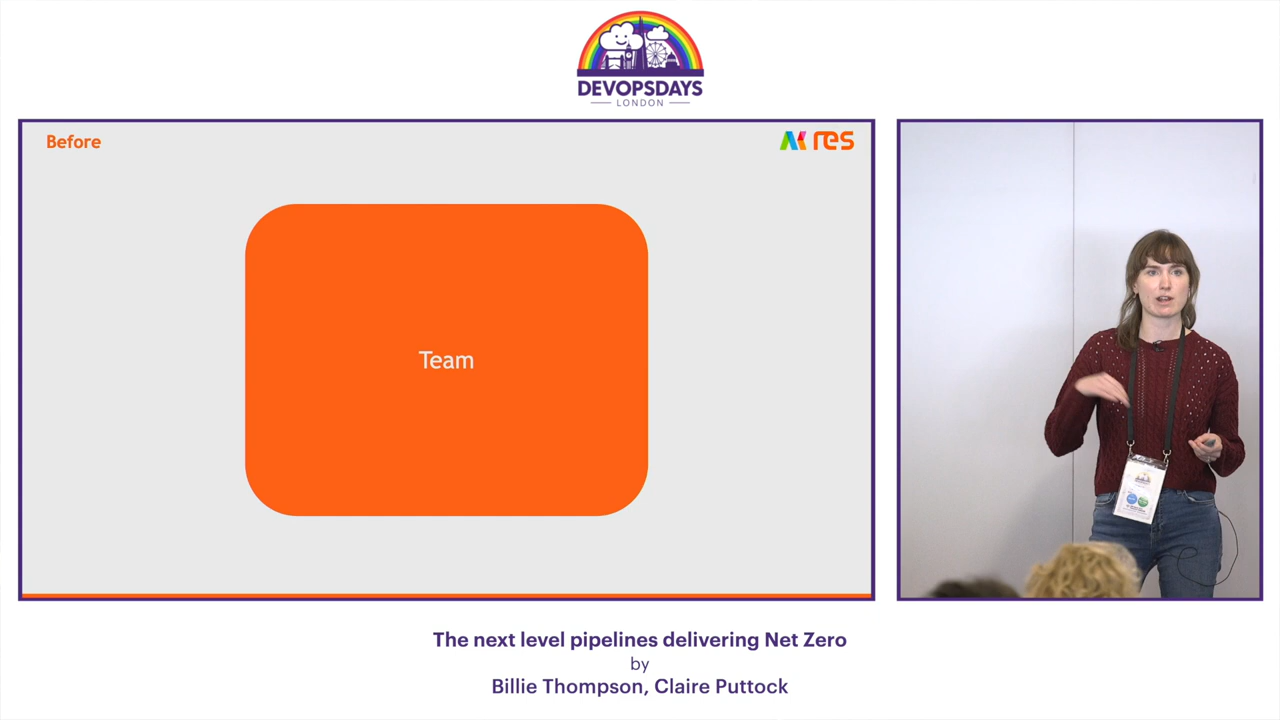 DEVOPSDAYS
LONDON
Before
res
Team
The next level pipelines delivering Net Zero
by
Billie Thompson, Claire Puttock